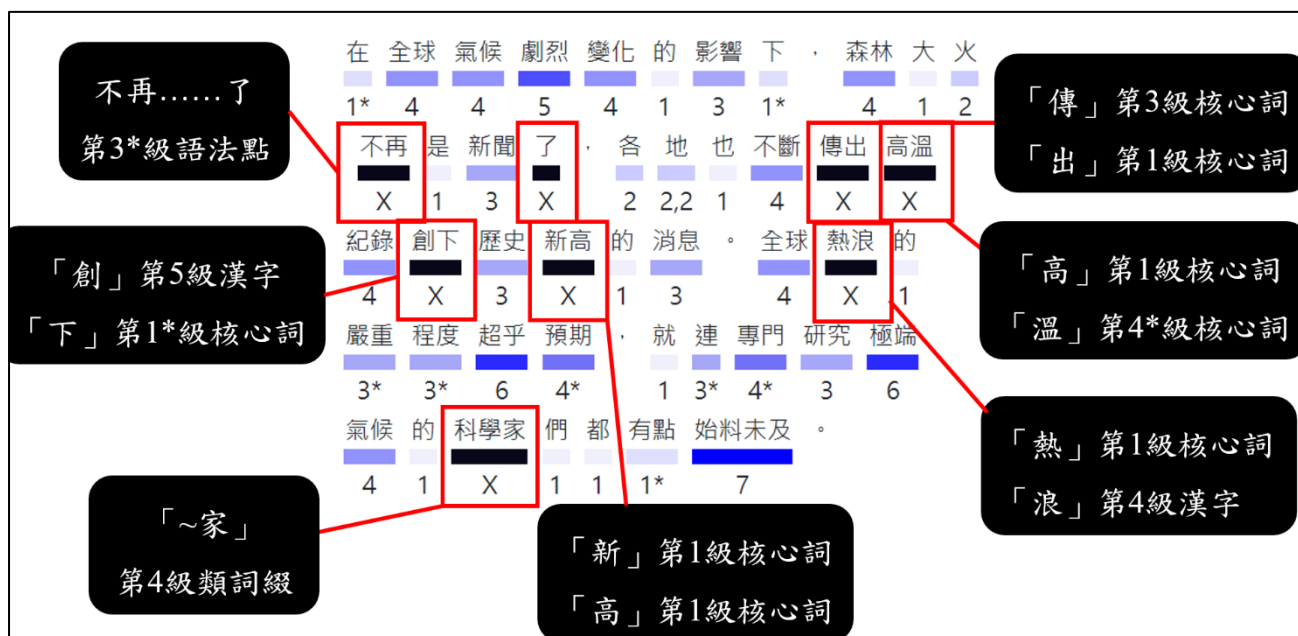 在 全球 氣候 劇烈 變化 的 影響 下 , 森林 大 火
1* 4 4 5 4 1 3 1* 4 1 2
不再 是 新聞 了 , 各 地 也 不斷 傳出 高溫
X 1 3 X 2 2,2 1 4 X X
紀錄 創下 歷史 新高 的 消息 。 全球 熱浪 的
4 X 3 X 1 3 4 X 1
嚴重 程度 超乎 預期 , 就 連 專門 研究 極端
3* 3* 6 4* 1 3* 4* 3 6
氣候 的 科學家 們 都 有點 始料未及 。
4 1 X 1 1 1* 7
不再……了
第3*級語法點
「創」第5級漢字
「下」第1*級核心詞
「~家」
第4級類詞綴
「新」第1級核心詞
「高」第1級核心詞
「傳」第3級核心詞
「出」第1級核心詞
「高」第1級核心詞
「溫」第4*級核心詞
「熱」第1級核心詞
「浪」第4級漢字